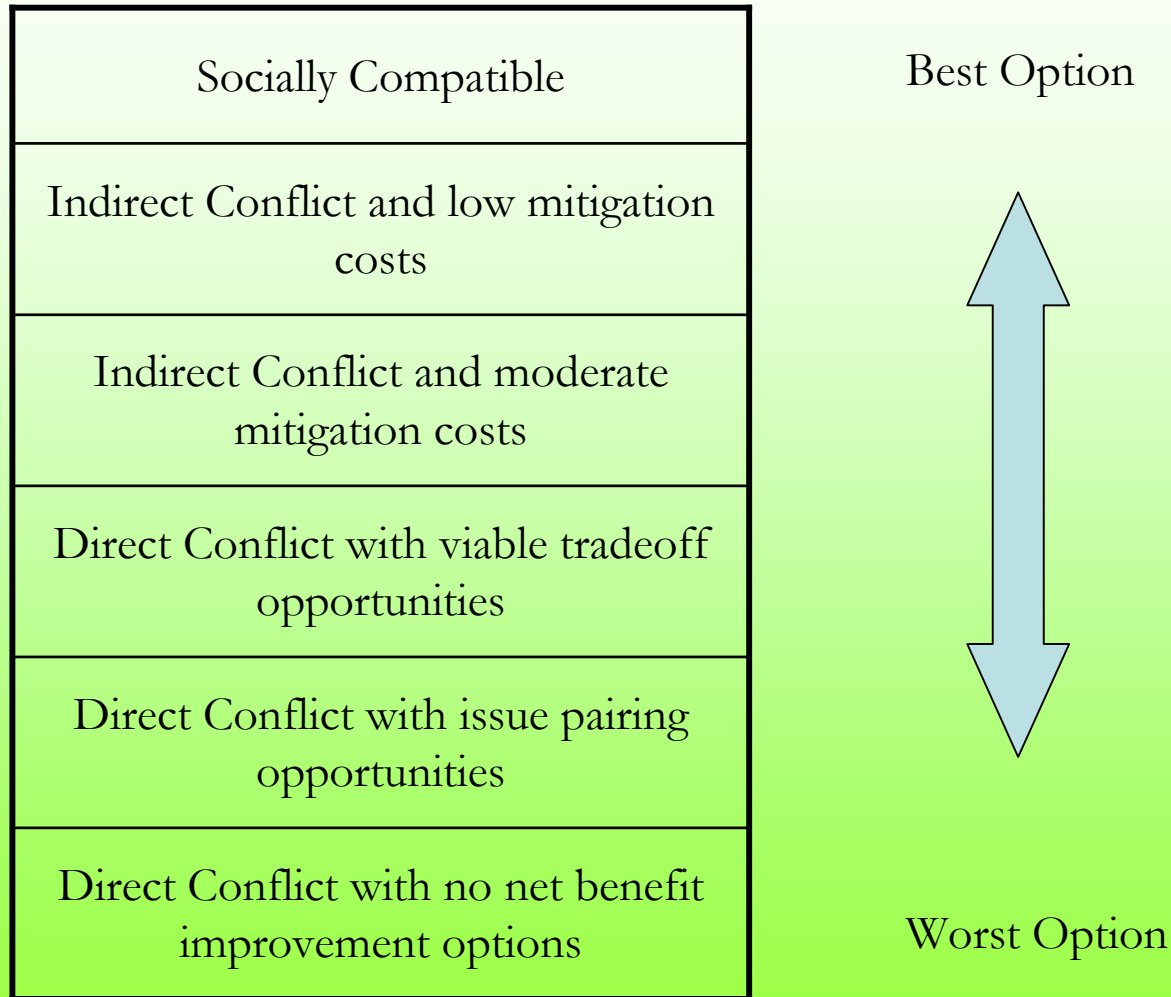 Socially Compatible
Best Option
Indirect Conflict and low mitigation
costs
Indirect Conflict and moderate
mitigation costs
Direct Conflict with viable tradeoff
opportunities
Direct Conflict with issue pairing
opportunities
Direct Conflict with no net benefit
improvement options
Worst Option